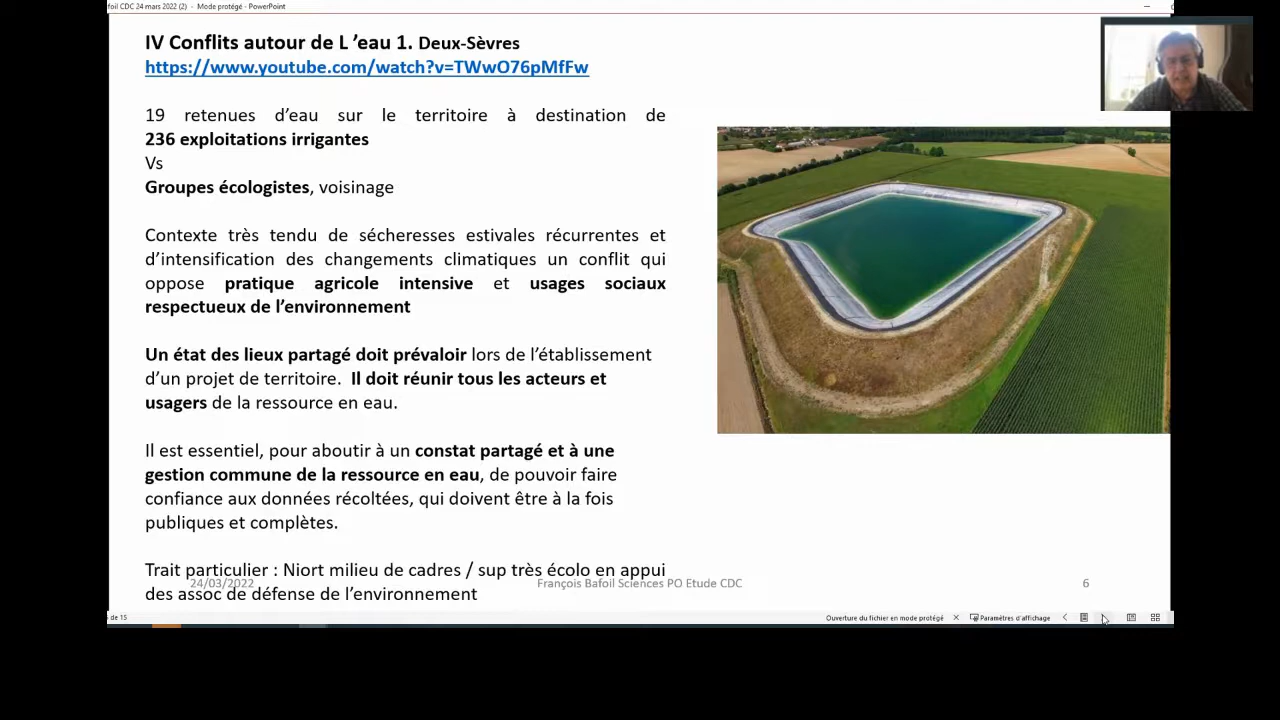 foil CDC 24 mars 2022 (2) - Mode protégé - PowerPoint
IV Conflits autour de L ’eau 1. Deux-Sèvres
https://www.youtube.com/watch?v=TWwO76pMfFw
19 retenues d’eau sur le territoire à destination de
236 exploitations irrigantes
Vs
Groupes écologistes, voisinage
Contexte très tendu de sécheresses estivales récurrentes et
d’intensification des changements climatiques un conflit qui
oppose pratique agricole intensive et usages sociaux
respectueux de l’environnement
Un état des lieux partagé doit prévaloir lors de l’établissement
d’un projet de territoire. Il doit réunir tous les acteurs et
usagers de la ressource en eau.
Il est essentiel, pour aboutir à un constat partagé et à une
gestion commune de la ressource en eau, de pouvoir faire
confiance aux données récoltées, qui doivent être à la fois
publiques et complètes.
Trait particulier : Niort milieu de cadres / sup très écolo en appui
des assoc de défense de l’environnement
24/03/2022
François Bafoil Sciences PO Etude CDC
6
de 15
Ouverture du fichier en mode protégé
Paramètres d'affichage